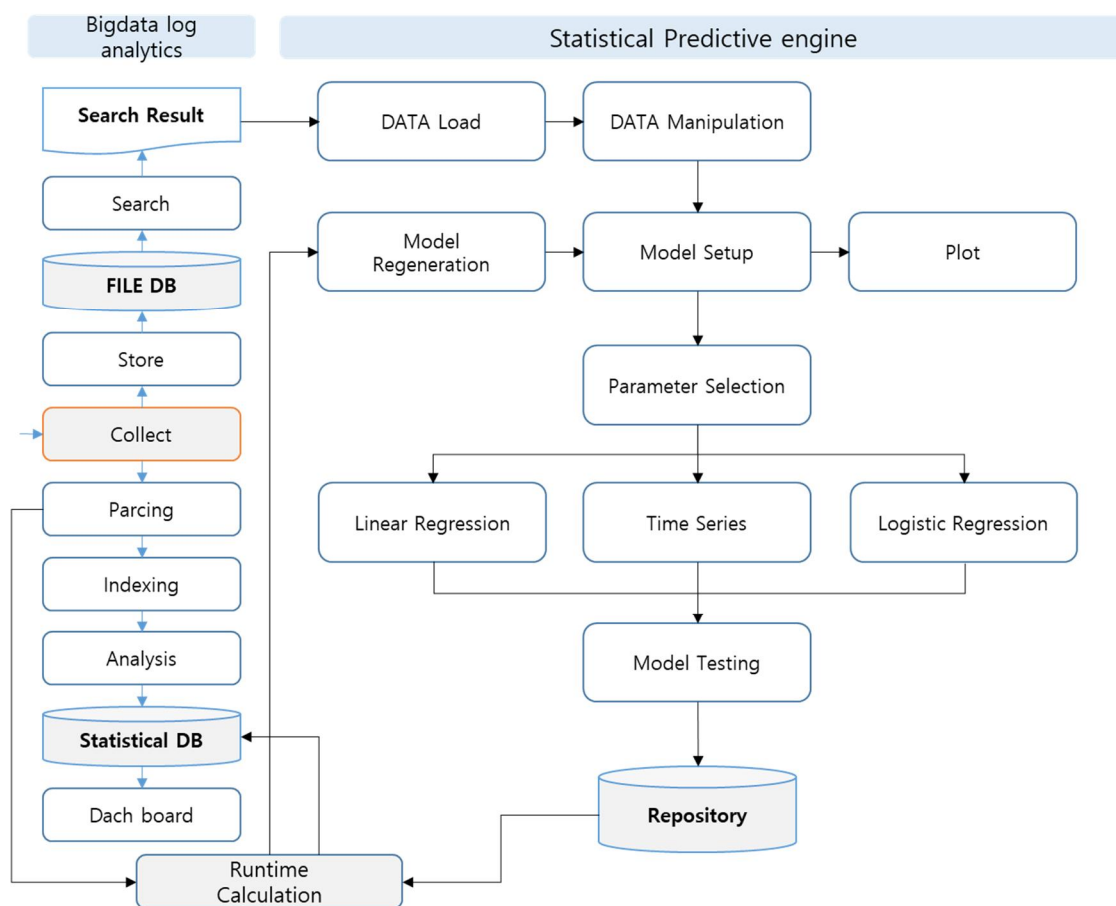 Bigdata log
analytics
Statistical Predictive engine
Search Result
DATA Load
DATA Manipulation
Search
Model
Regeneration
Model Setup
Plot
FILE DB
Store
Parameter Selection
Collect
Parcing
Linear Regression
Time Series
Logistic Regression
Indexing
Analysis
Model Testing
Statistical DB
Dach board
Repository
Runtime
Calculation